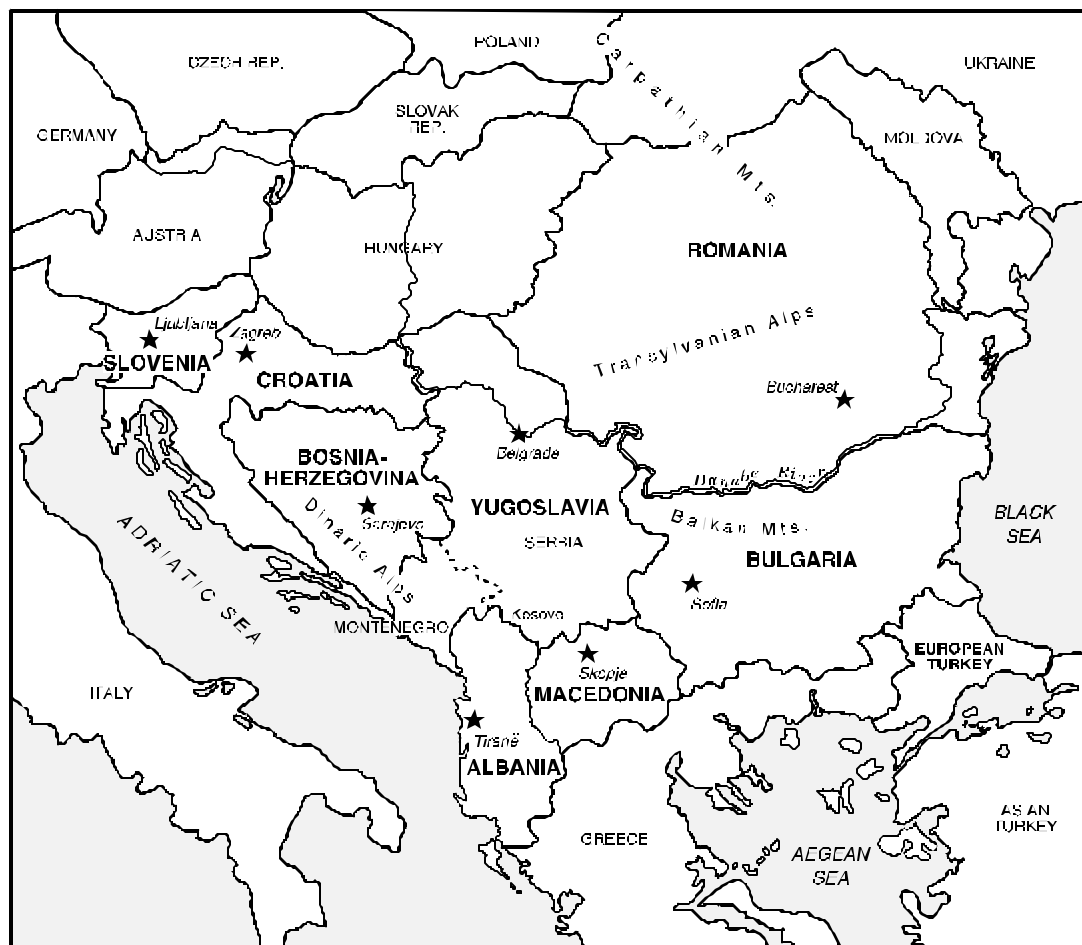 POLAND
CZECH REP.
UKRAINE
Carpathian Mts.
SLOVAK
REP.
GERMANY
MOLDOVA
AUSTRIA
HUNGARY
ROMANIA
Ljubljana
Zagreb
SLOVENIA
CROATIA
Transylvanian Alps
Bucharest
Belgrade
BOSNIA-
HERZEGOVINA
Sarajevo
Danube River
YUGOSLAVIA
SERBIA
Balkan Mts.
BULGARIA
BLACK
SEA
Dinaric Alps
ADRIATIC SEA
Sofia
Kosovo
MONTENEGRO
EUROPEAN
TURKEY
Skopje
MACEDONIA
ITALY
Tiranë
ALBANIA
GREECE
ASIAN
TURKEY
AEGEAN
SEA